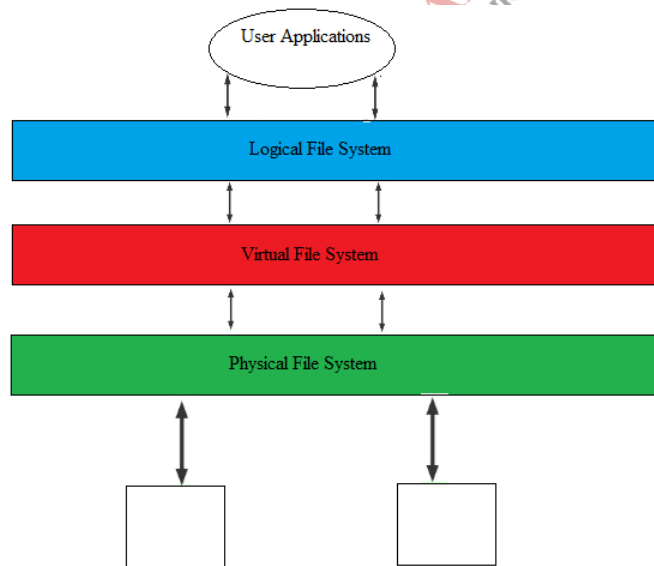 User Applications
Logical File System
Virtual File System
Physical File System